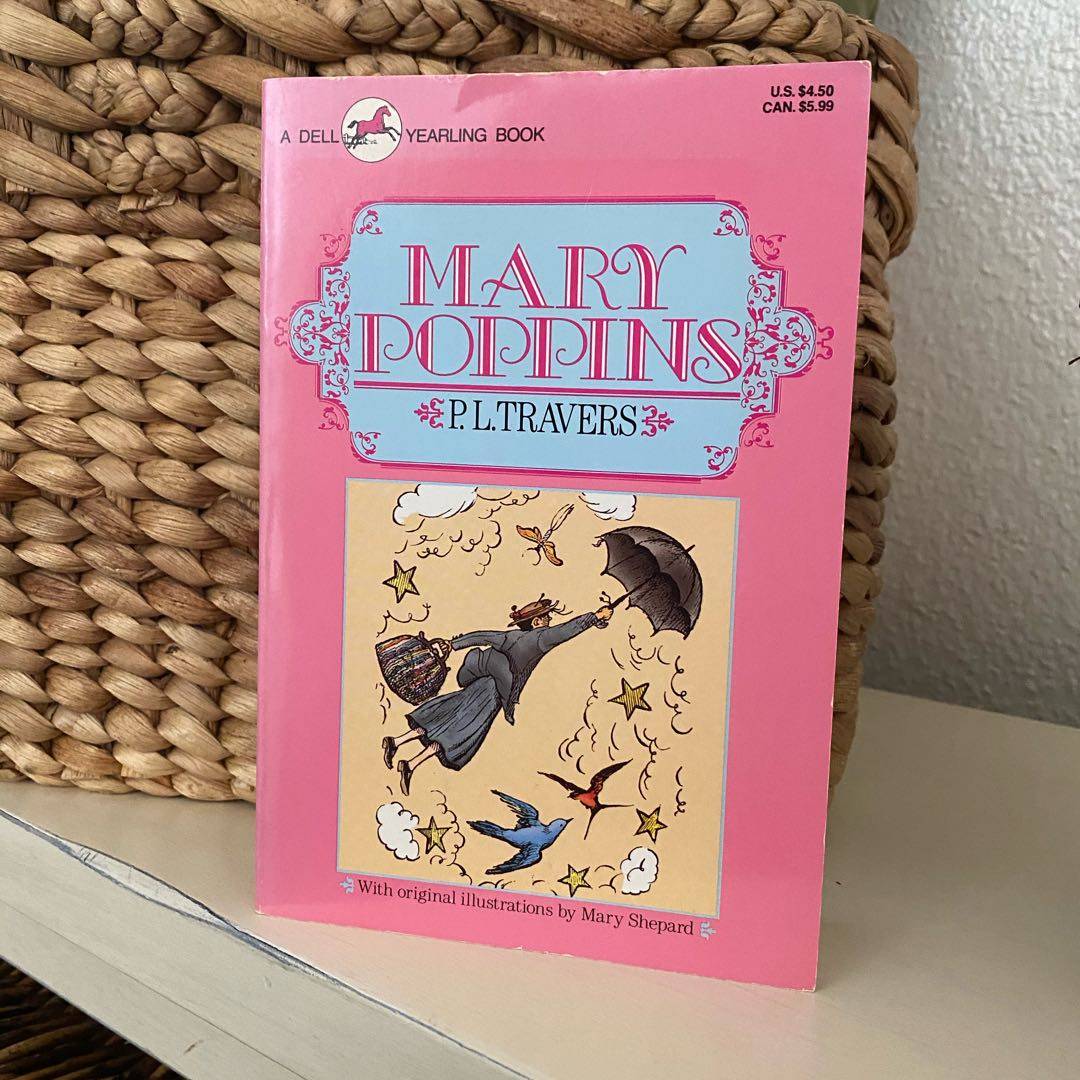 A DELL YEARLING BOOK
U.S. $4.50
CAN. $5.99
MARY
POPPINS
P. L. TRAVERS
With original illustrations by Mary Shepard